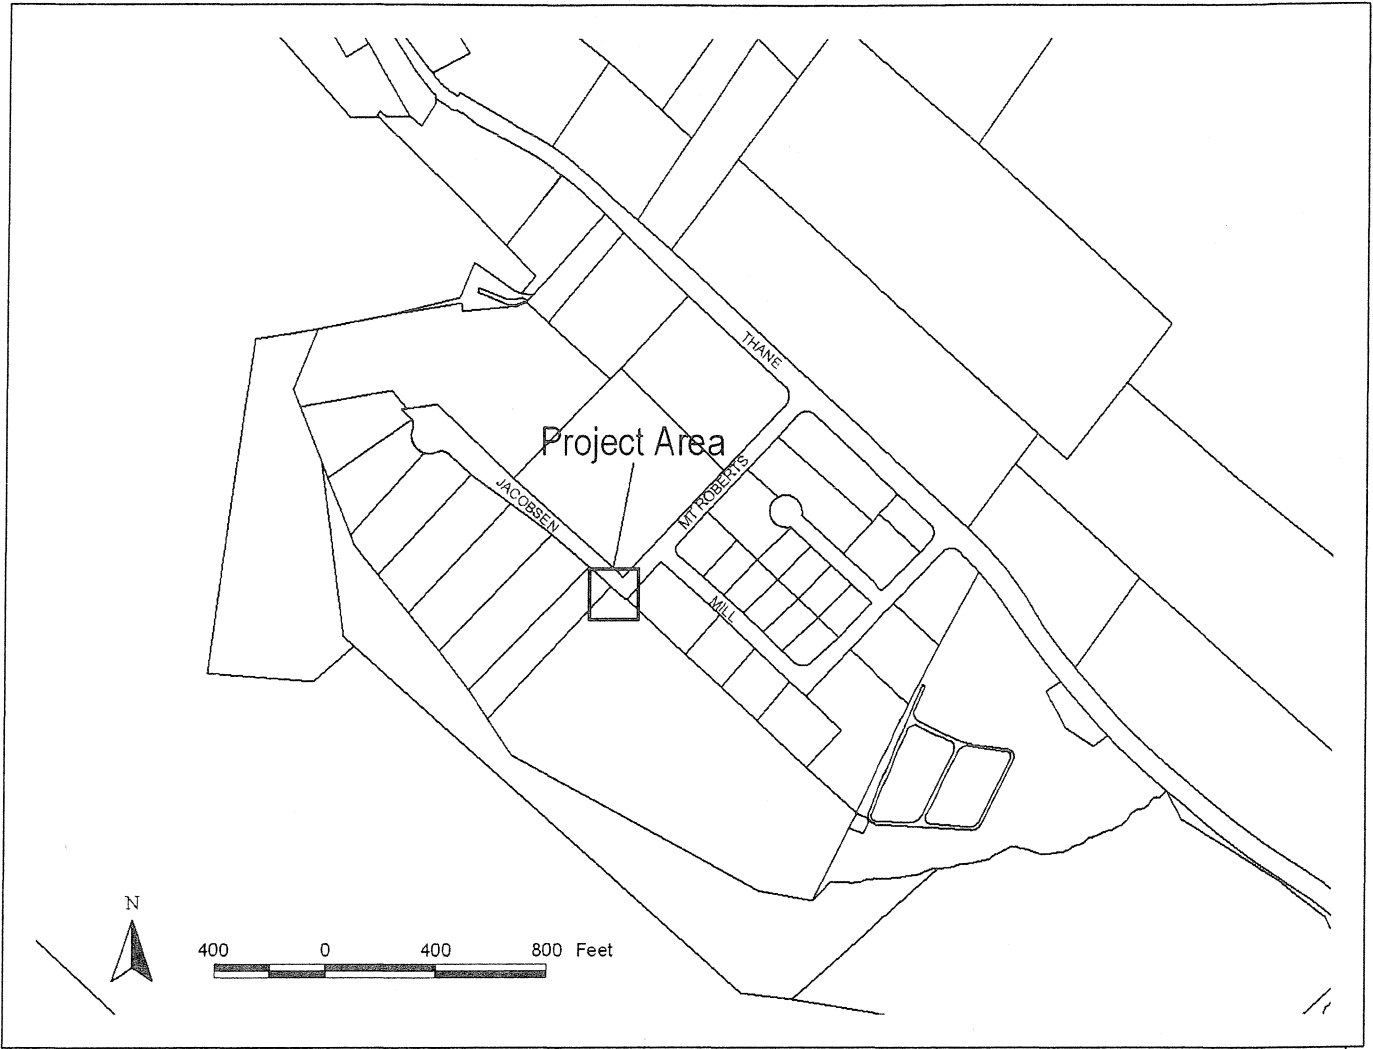 THANE
Project Area
MT ROBERTS
JACOBSEN
MILL
N
400 0 400 800 Feet